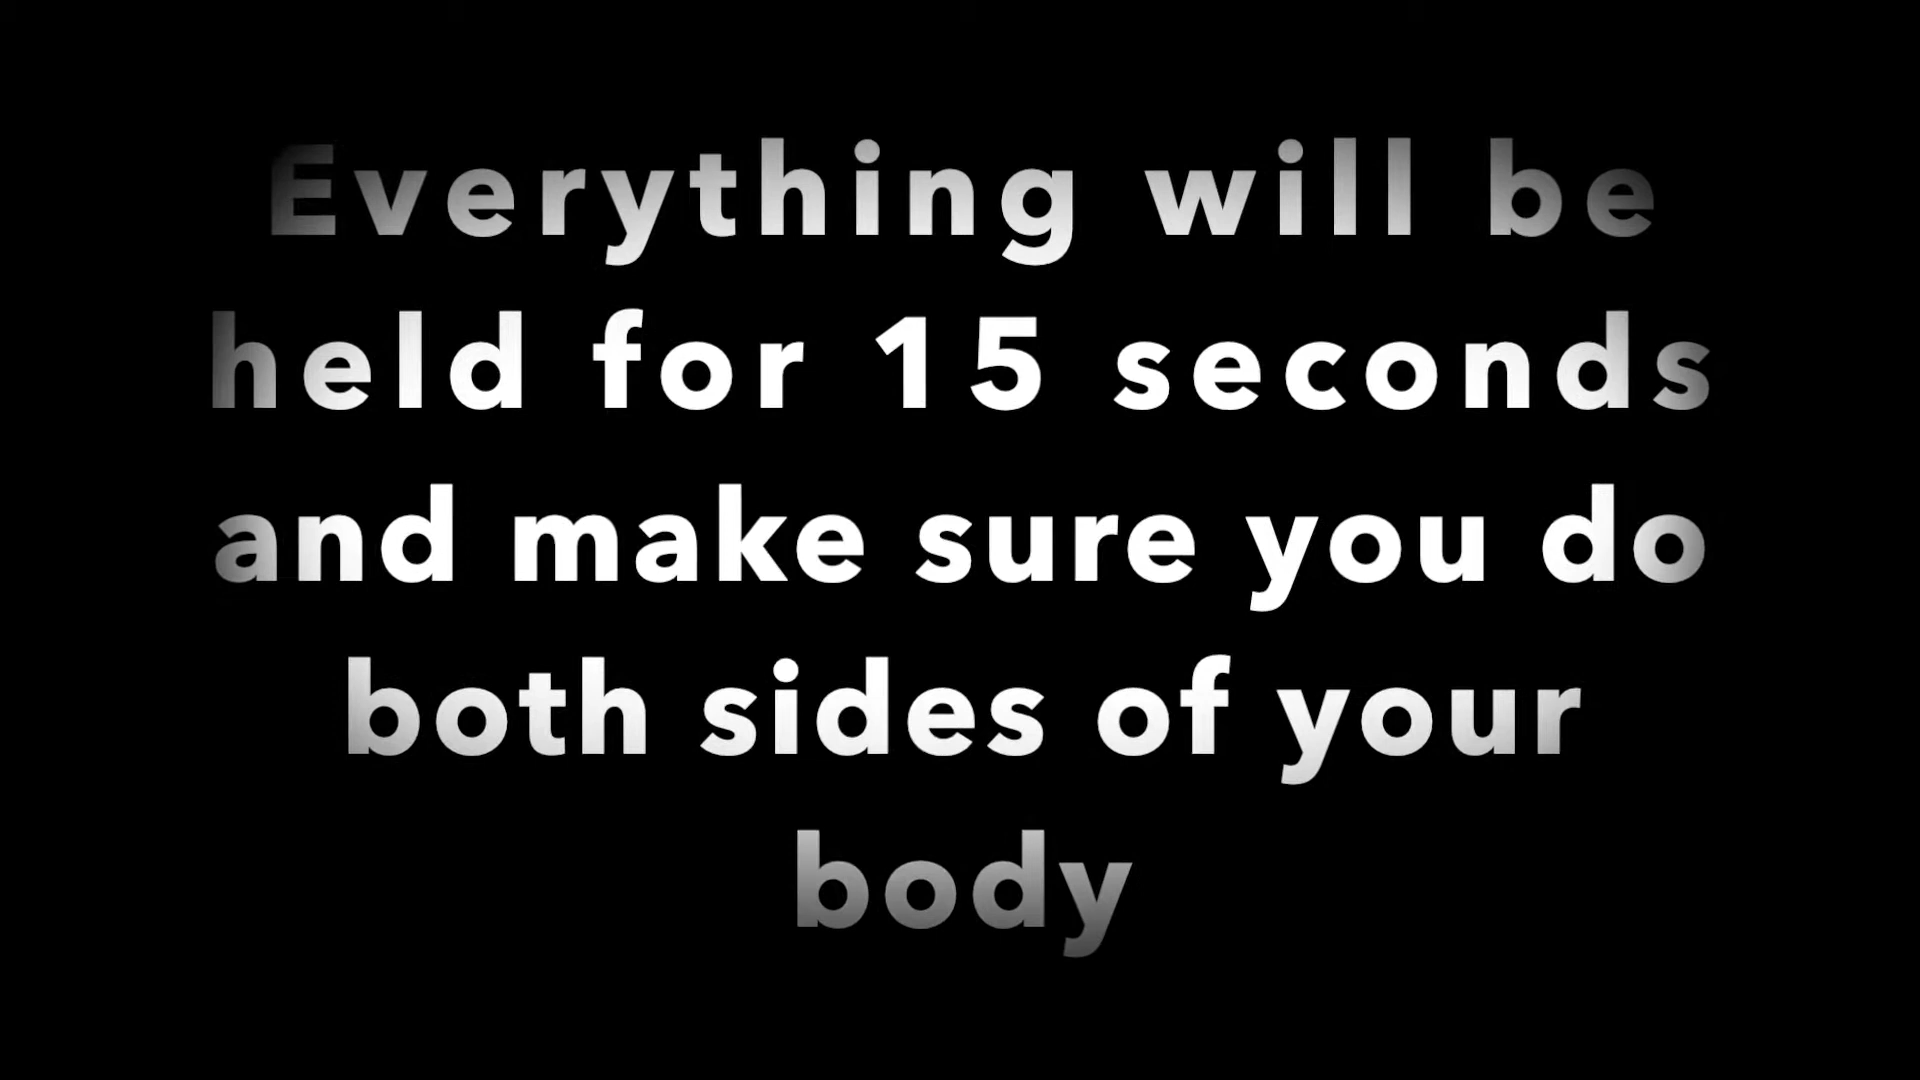 Everything will be
held for 15 seconds
and make sure you do
both sides of your
body